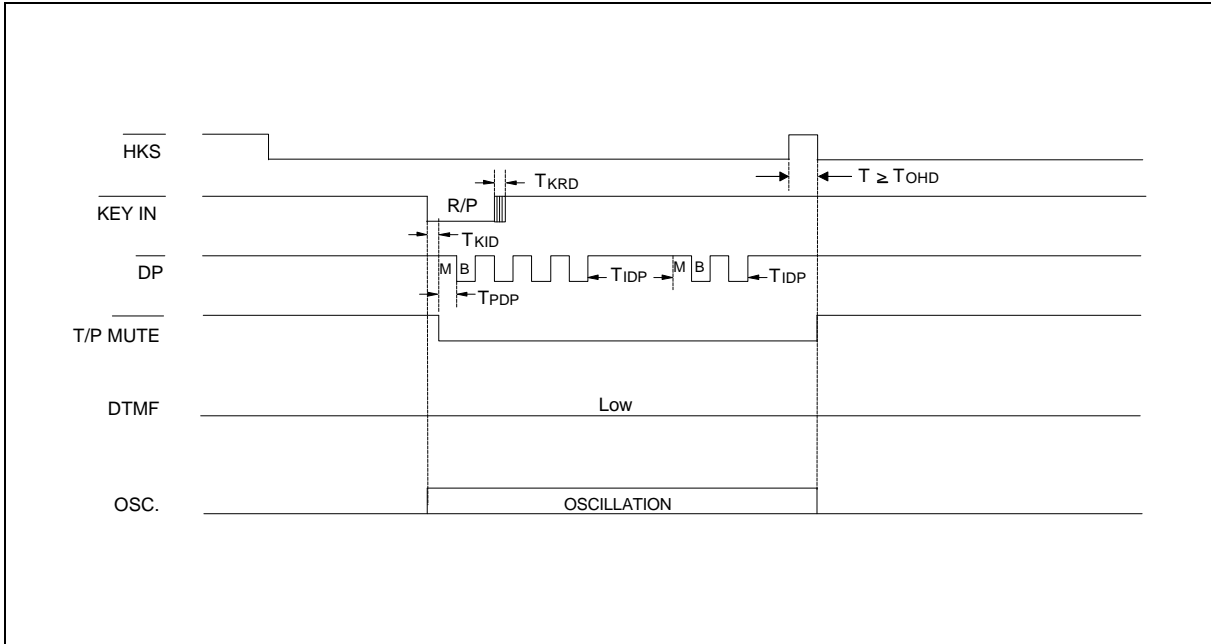 HKS
T ≥ TOHD
TKRD
KEY IN
R/P
TKID
DP
M B
TIDP
M B
TIDP
TPDP
T/P MUTE
DTMF
Low
OSC.
OSCILLATION